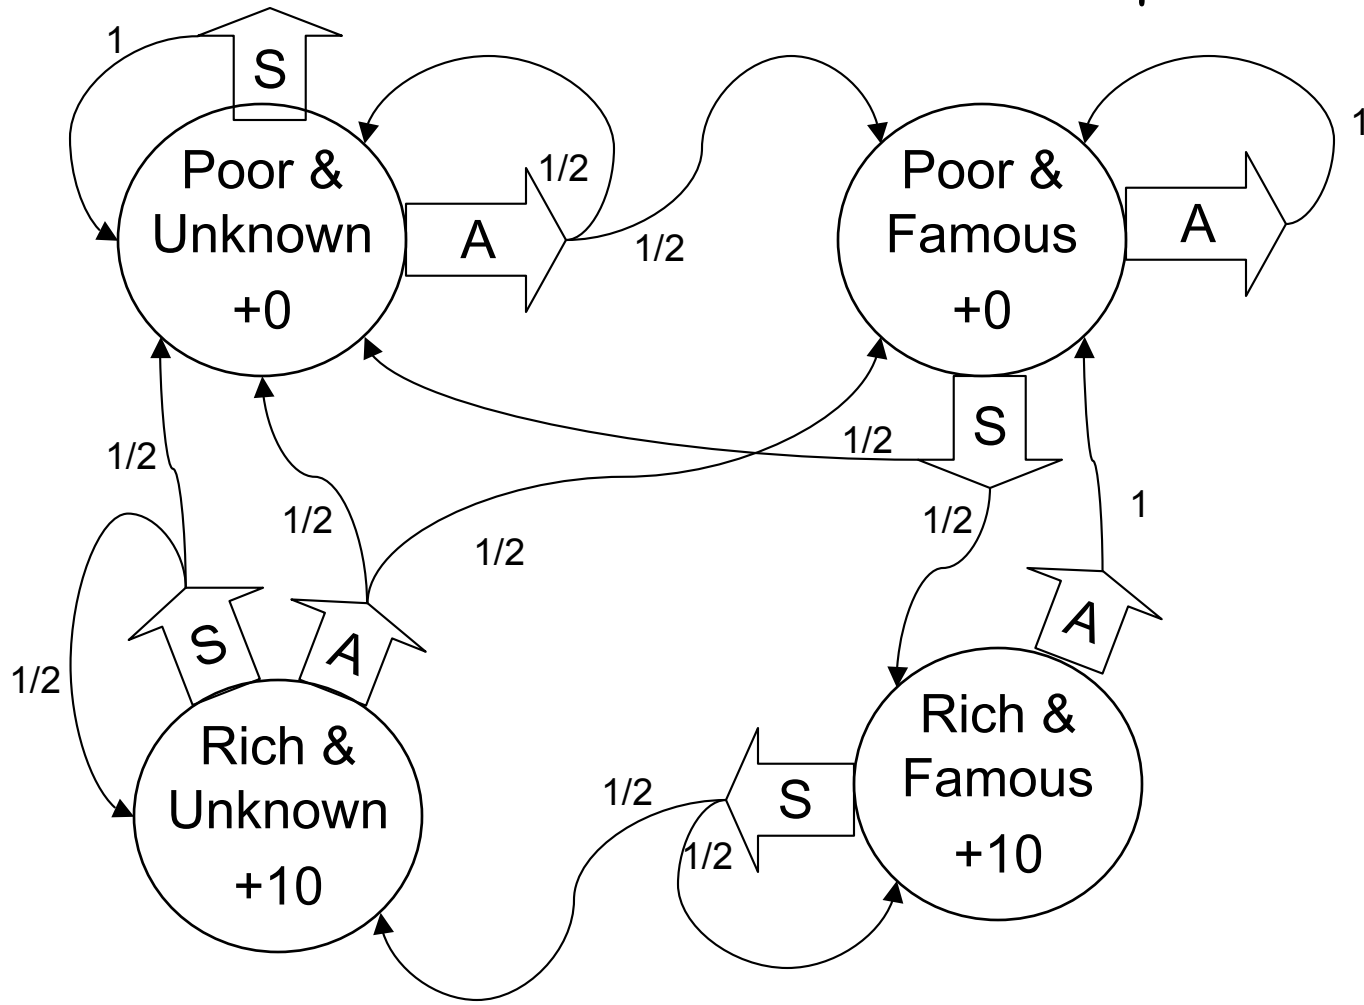 1
S
Poor &
Unknown
+0
1/2
A
1/2
Poor &
Famous
+0
1
A
1/2
S
1/2
1/2
1/2
1/2
1
S
A
A
1/2
Rich &
Unknown
+10
1/2
1/2
S
Rich &
Famous
+10